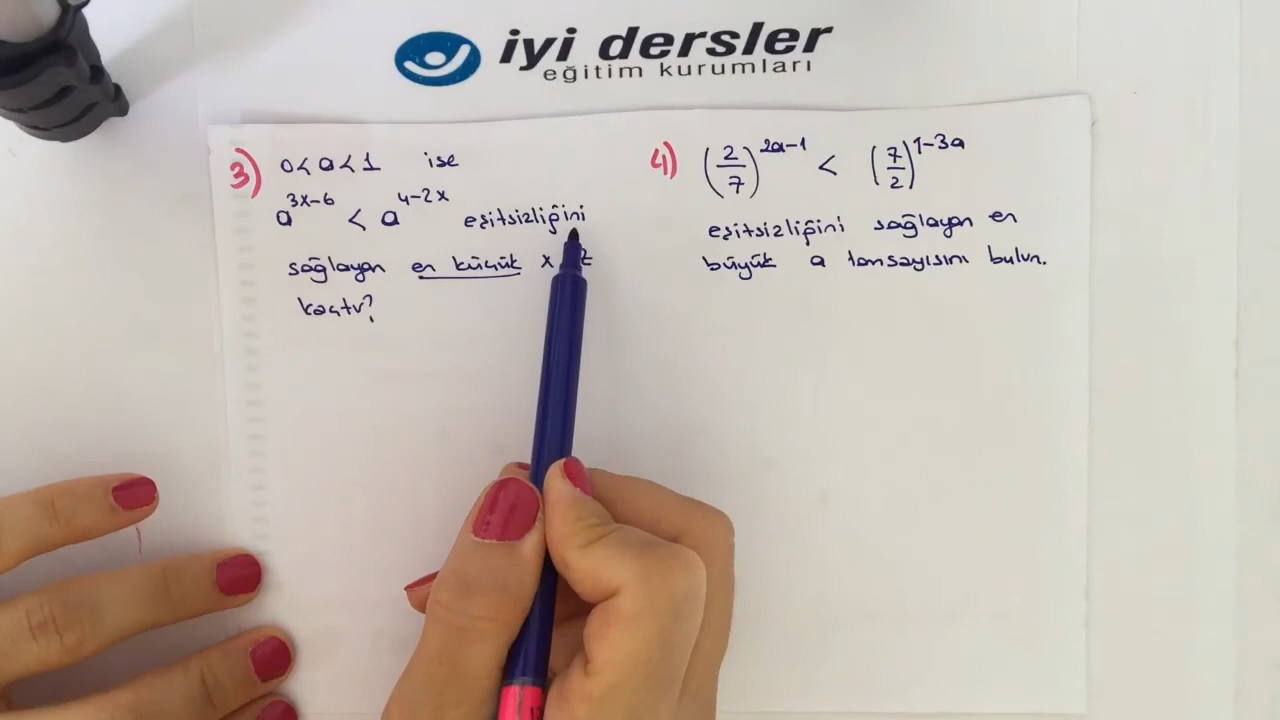 iyi dersler
eğitim kurumları
3) 0<a<1 ise
a^{3x-6} < a^{4-2x} eşitsizliğini
sağlayan en küçük x
kaçtır?
4) (2/7)^{2a-1} < (7/2)^{1-3a}
eşitsizliğini sağlayan en
büyük a tamsayısını bulun.